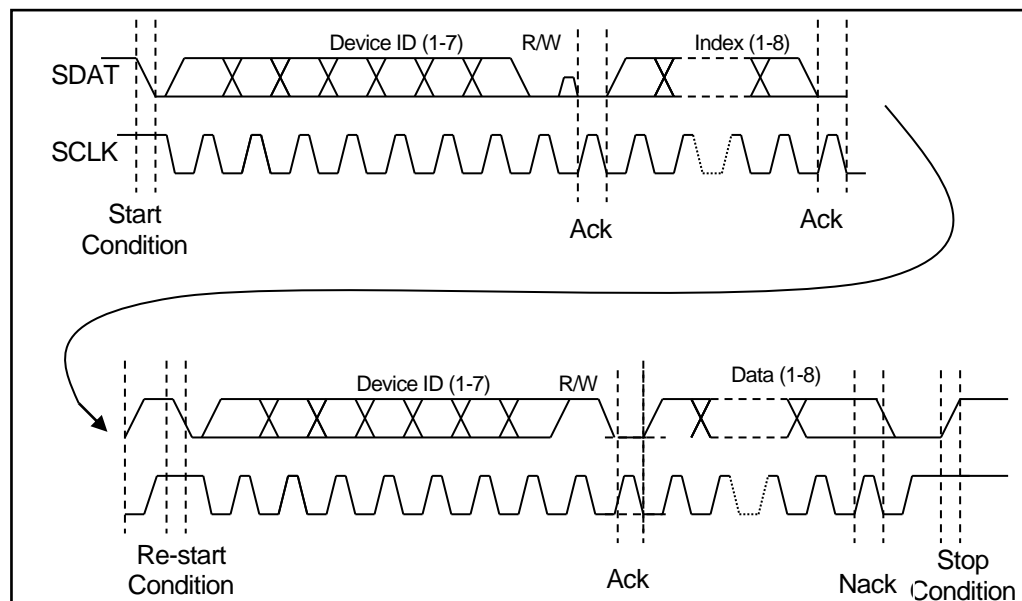 Device ID (1-7)
R/W
Index (1-8)
SDAT
SCLK
Start
Condition
Ack
Ack
Device ID (1-7)
R/W
Data (1-8)
Re-start
Condition
Ack
Nack
Stop
Condition